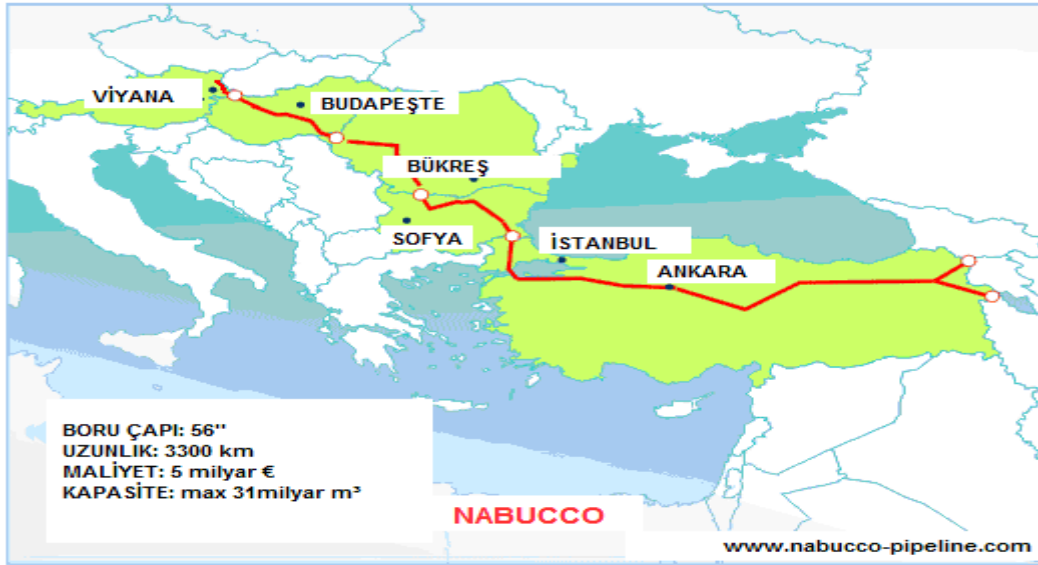 VİYANA
BUDAPEŞTE
BÜKREŞ
SOFYA
İSTANBUL
ANKARA
BORU ÇAPI: 56"
UZUNLIK: 3300 km
MALİYET: 5 milyar €
KAPASİTE: max 31milyar m³
NABUCCO
www.nabucco-pipeline.com